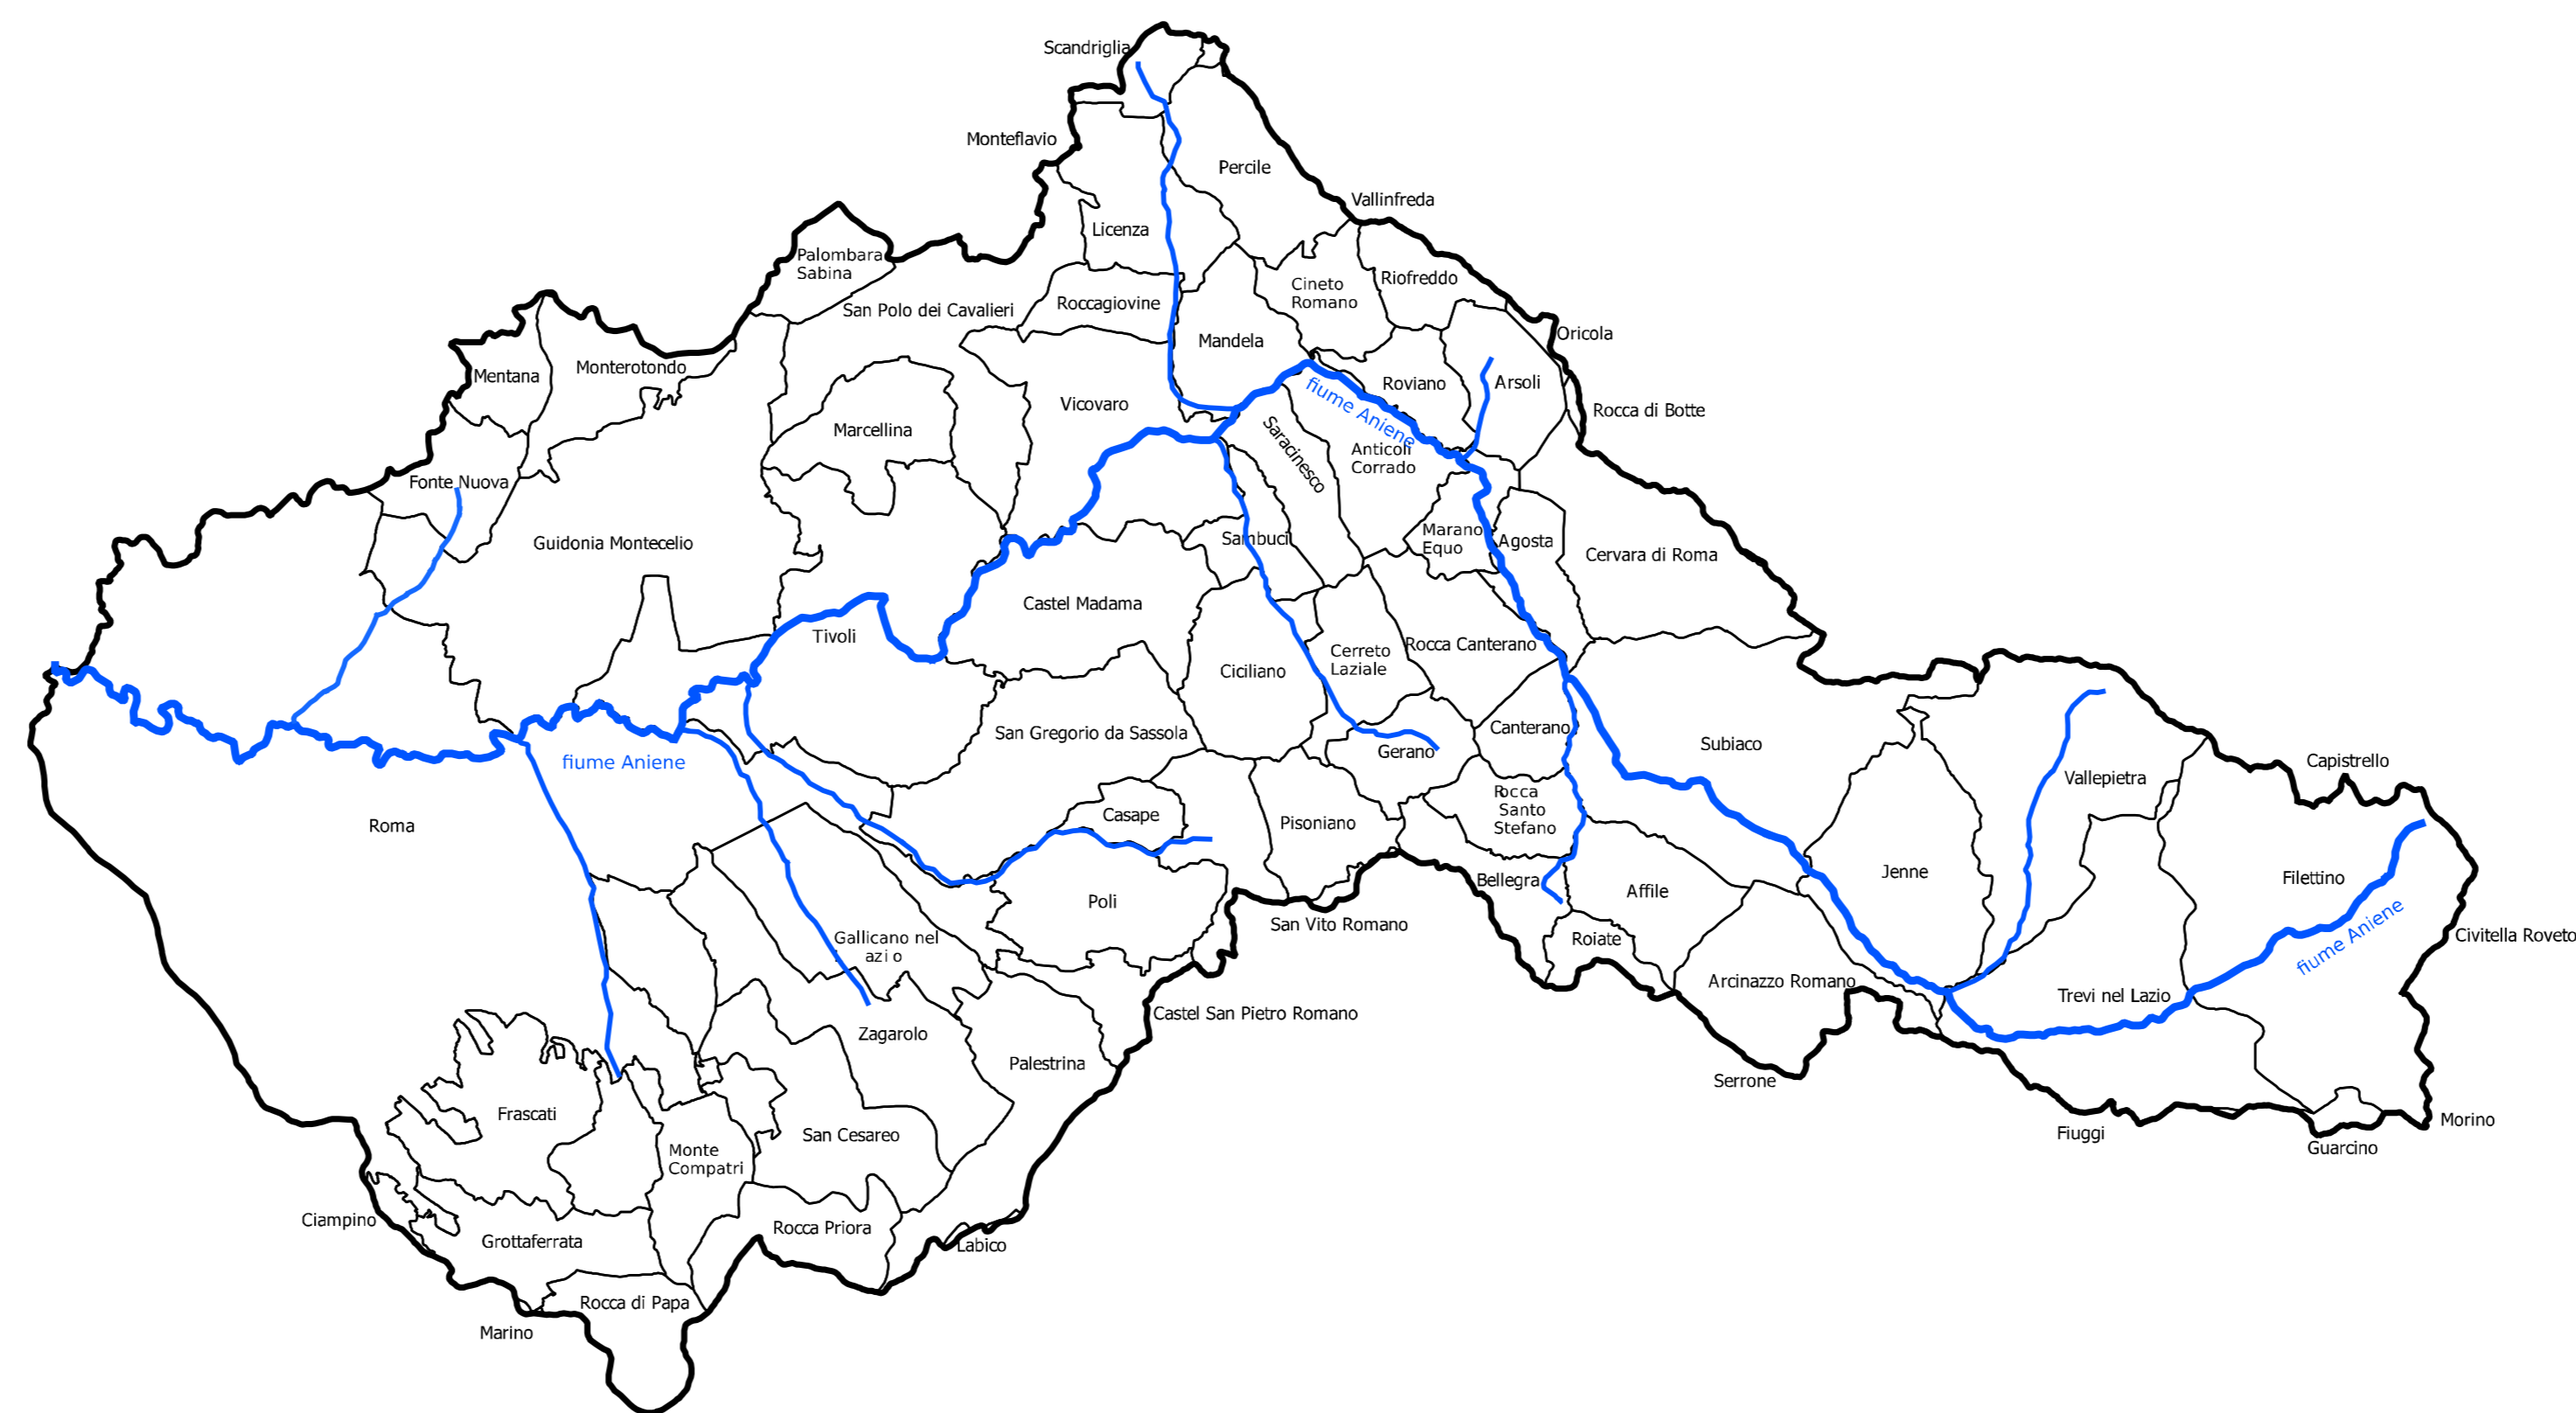 Scandriglia
Monteflavio
Percile
Vallinfreda
Licenza
Palombara
Sabina
Cineto
Romano
Riofreddo
San Polo dei Cavalieri
Roccagiovine
Oricola
Mandela
Mentana
Monterotondo
Roviano
Arsoli
fiume Aniene
Vicovaro
Rocca di Botte
Marcellina
Saracinesco
Anticoli
Corrado
Fonte Nuova
Guidonia Montecelio
Sambuci
Marano
Equo
Agosta
Cervara di Roma
Castel Madama
Tivoli
Rocca Canterano
Cerreto
Laziale
Ciciliano
San Gregorio da Sassola
Canterano
Gerano
Subiaco
fiume Aniene
Capistrello
Vallepietra
Roma
Casape
Pisoniano
Rocca
Santo
Stefano
Jenne
Filettino
Bellegra
Affile
Poli
San Vito Romano
Gallicano nel
azi o
Roiate
fiume Aniene
Civitella Roveto
Arcinazzo Romano
Trevi nel Lazio
Castel San Pietro Romano
Zagarolo
Palestrina
Serrone
Frascati
San Cesareo
Fiuggi
Morino
Guarcino
Monte
Compatri
Ciampino
Rocca Priora
Grottaferrata
Labico
Rocca di Papa
Marino